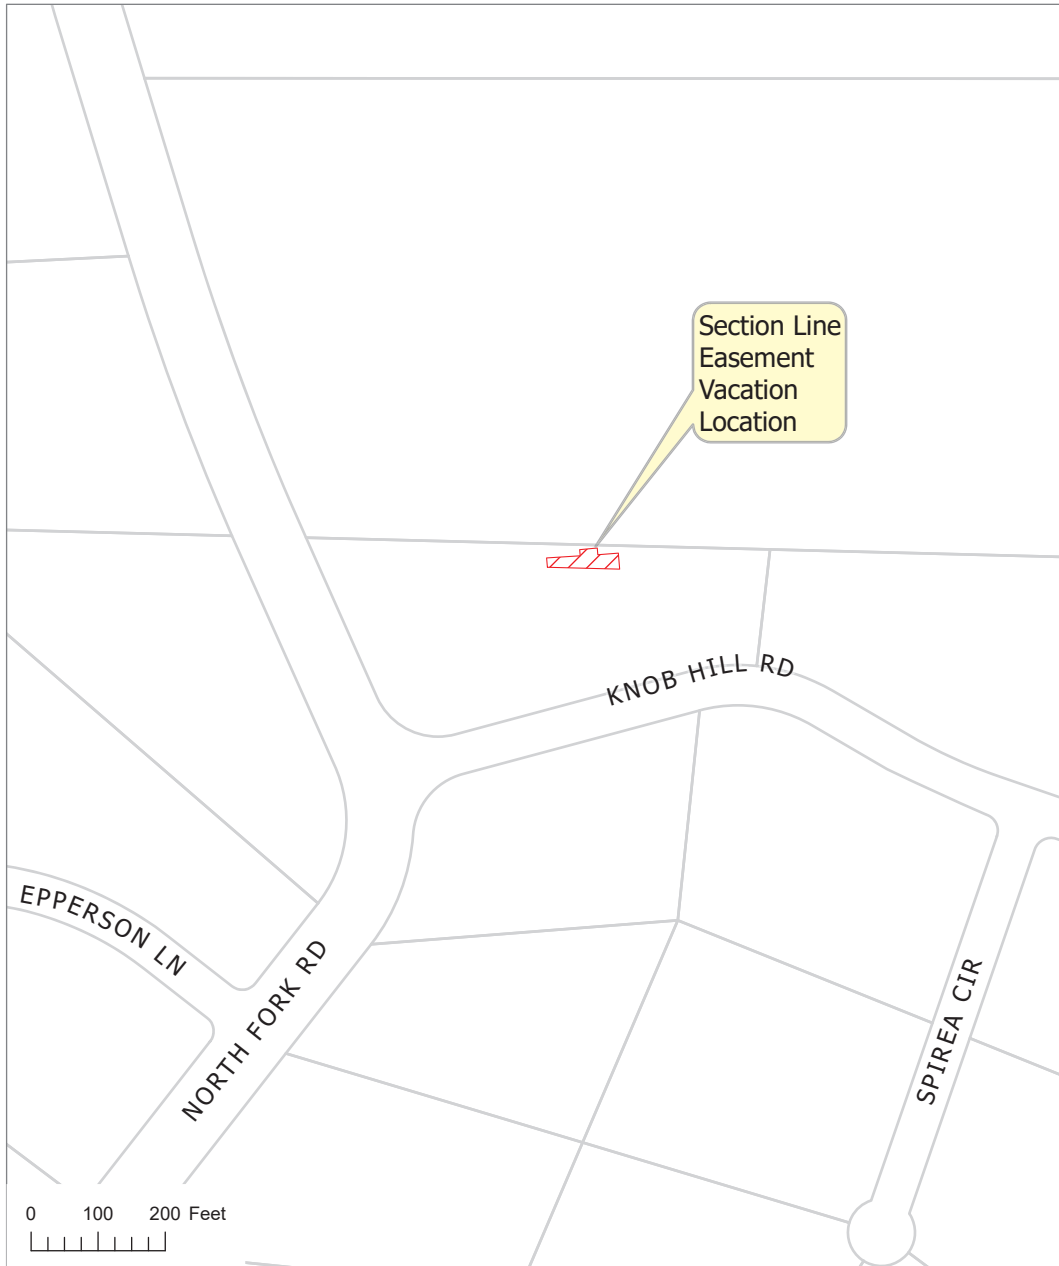 Section Line
Easement
Vacation
Location
KNOB HILL RD
EPPERSON LN
NORTH FORK RD
SPIREA CIR
0 100 200 Feet